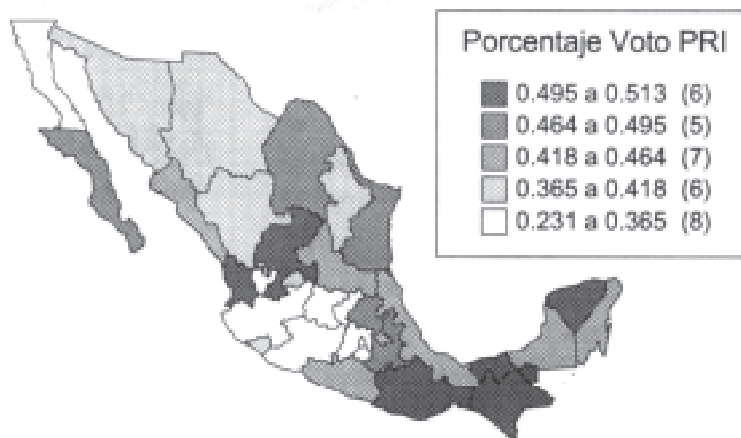 Porcentaje Voto PRI
0.495 a 0.513 (6)
0.464 a 0.495 (5)
0.418 a 0.464 (7)
0.365 a 0.418 (6)
0.231 a 0.365 (8)